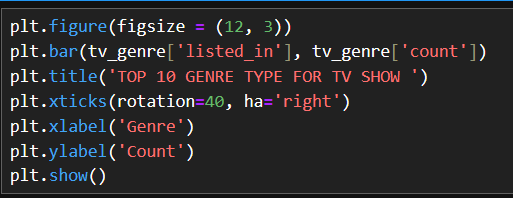 plt.figure(figsize = (12, 3))
plt.bar(tv_genre['listed_in'], tv_genre['count'])
plt.title('TOP 10 GENRE TYPE FOR TV SHOW ')
plt.xticks(rotation=40, ha='right')
plt.xlabel('Genre')
plt.ylabel('Count')
plt.show()